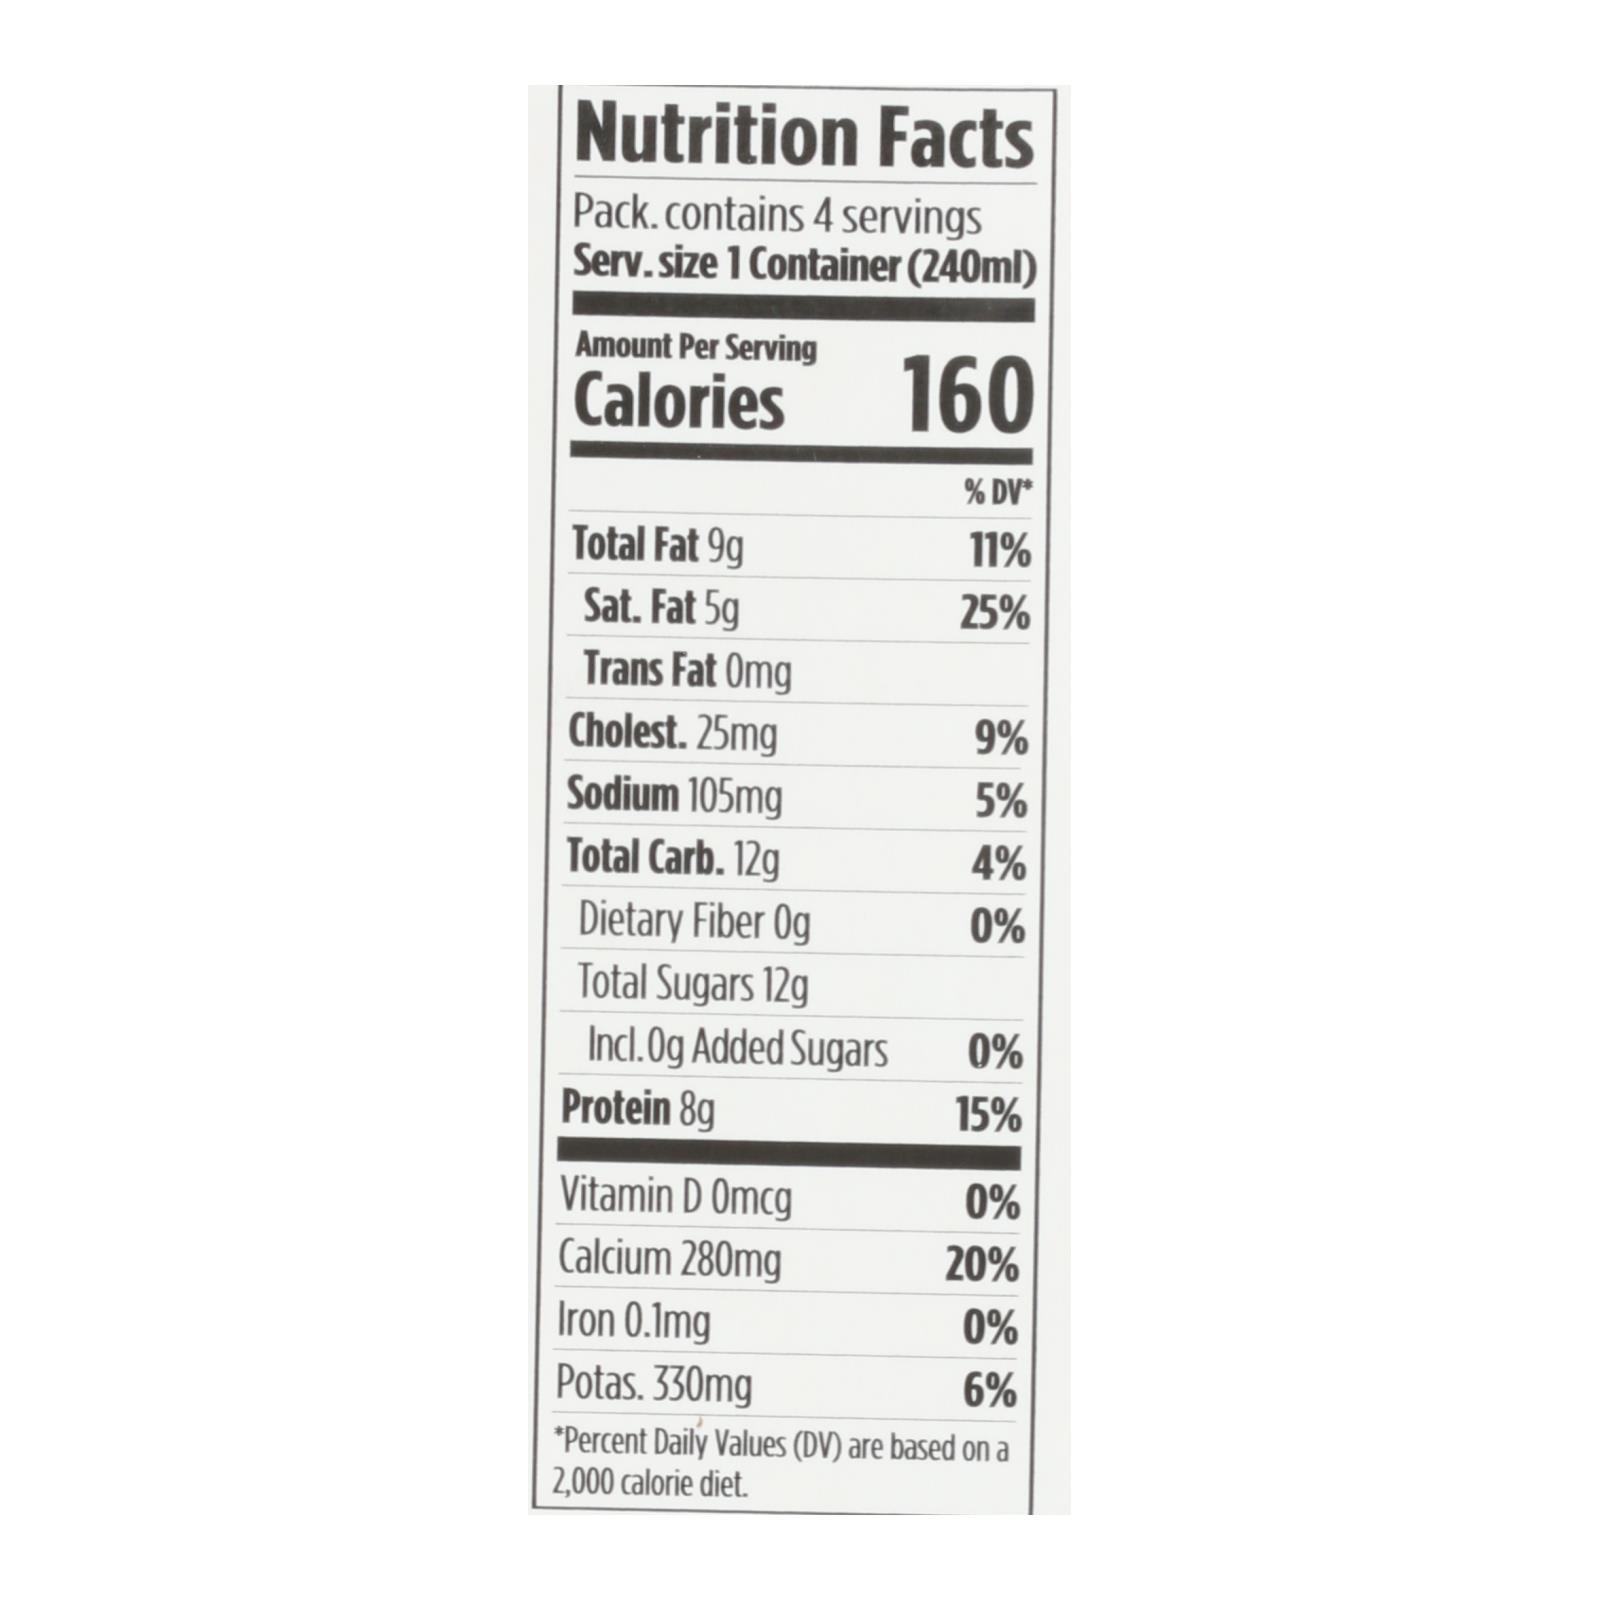 Nutrition Facts
Pack. contains 4 servings
Serv. size 1 Container (240ml)
Amount Per Serving
Calories 160
% DV*
Total Fat 9g 11%
Sat. Fat 5g 25%
Trans Fat 0mg
Cholest. 25mg 9%
Sodium 105mg 5%
Total Carb. 12g 4%
Dietary Fiber 0g 0%
Total Sugars 12g
Incl. 0g Added Sugars 0%
Protein 8g 15%
Vitamin D 0mcg 0%
Calcium 280mg 20%
Iron 0.1mg 0%
Potas. 330mg 6%
*Percent Daily Values (DV) are based on a
2,000 calorie diet.